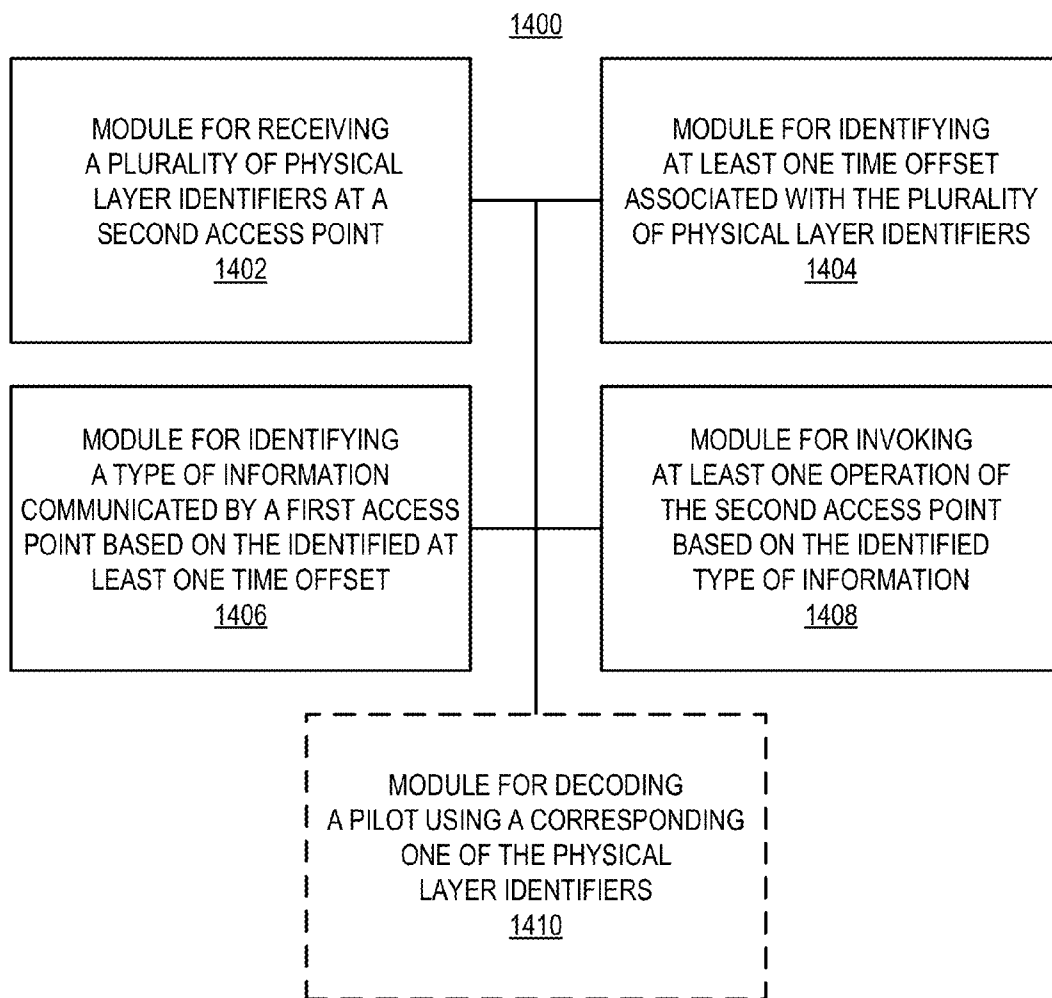 1400
MODULE FOR RECEIVING
A PLURALITY OF PHYSICAL
LAYER IDENTIFIERS AT A
SECOND ACCESS POINT
1402
MODULE FOR IDENTIFYING
AT LEAST ONE TIME OFFSET
ASSOCIATED WITH THE PLURALITY
OF PHYSICAL LAYER IDENTIFIERS
1404
MODULE FOR IDENTIFYING
A TYPE OF INFORMATION
COMMUNICATED BY A FIRST ACCESS
POINT BASED ON THE IDENTIFIED AT
LEAST ONE TIME OFFSET
1406
MODULE FOR INVOKING
AT LEAST ONE OPERATION OF
THE SECOND ACCESS POINT
BASED ON THE IDENTIFIED
TYPE OF INFORMATION
1408
MODULE FOR DECODING
A PILOT USING A CORRESPONDING
ONE OF THE PHYSICAL
LAYER IDENTIFIERS
1410